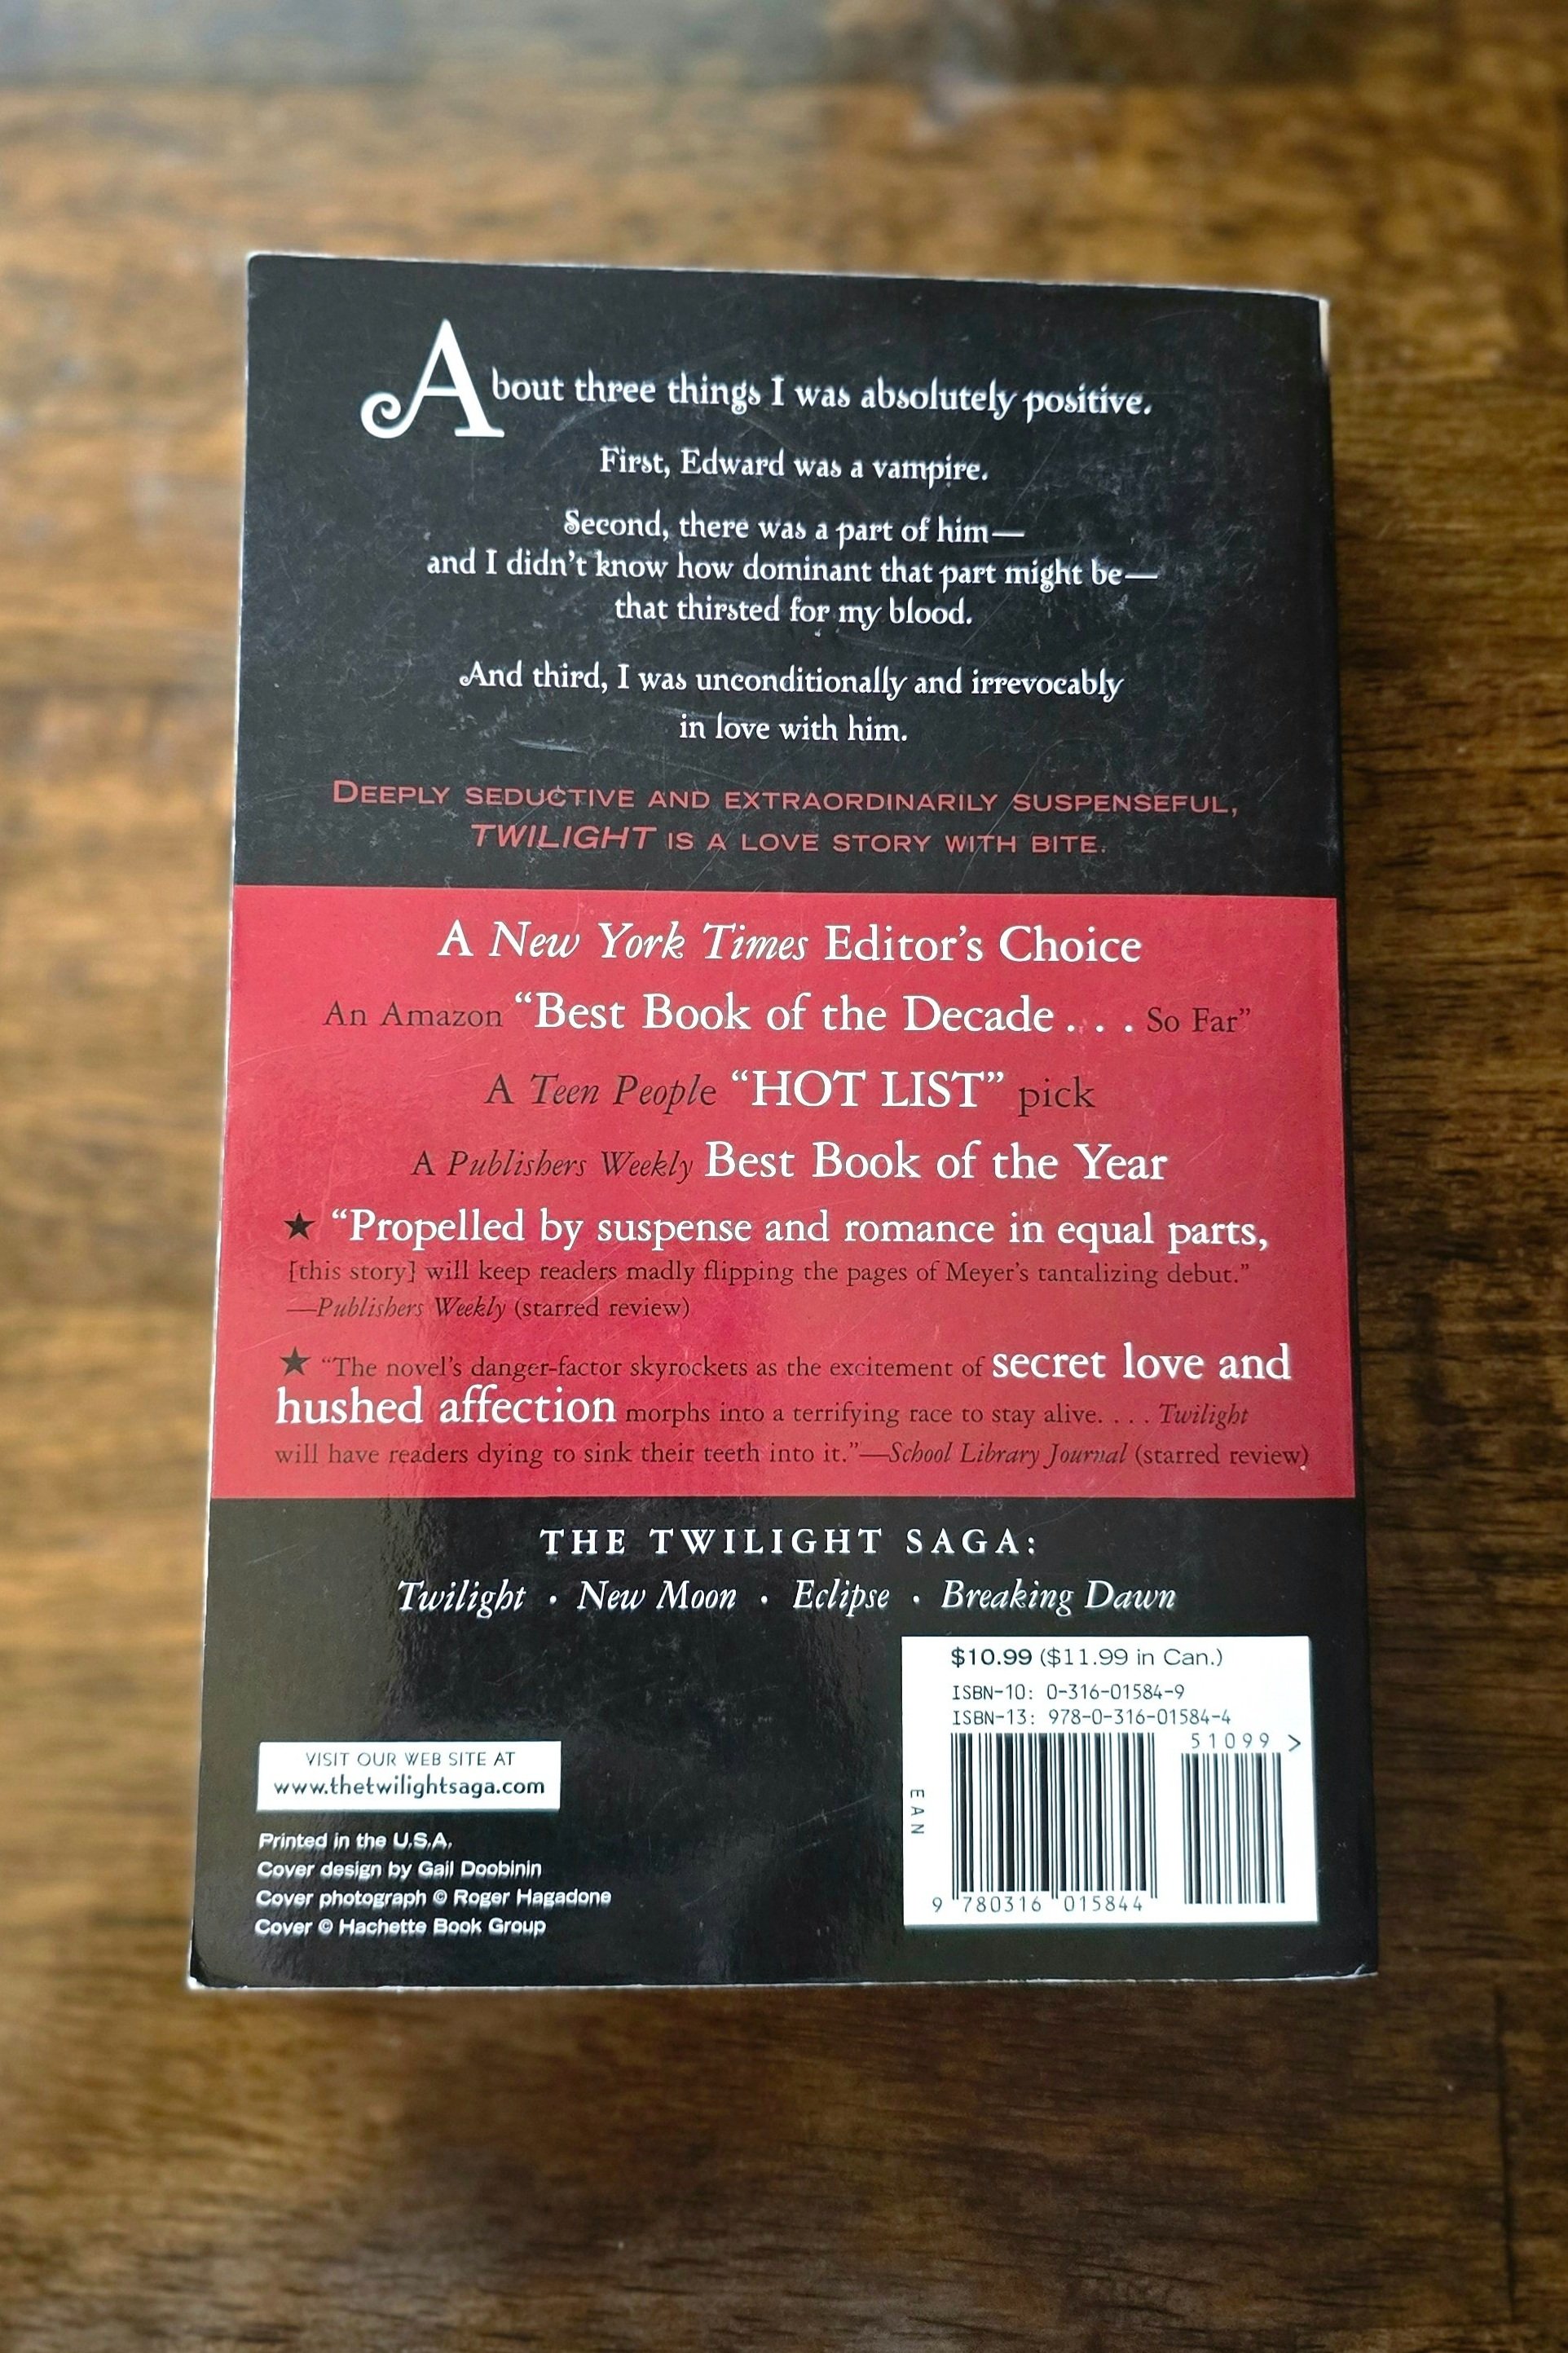 About three things I was absolutely positive.
First, Edward was a vampire.
Second, there was a part of him—
and I didn't know how dominant that part might be—
that thirsted for my blood.
And third, I was unconditionally and irrevocably
in love with him.
DEEPLY SEDUCTIVE AND EXTRAORDINARILY SUSPENSEFUL,
TWILIGHT IS A LOVE STORY WITH BITE.
A New York Times Editor's Choice
An Amazon “Best Book of the Decade . . . So Far”
A Teen People “HOT LIST” pick
A Publishers Weekly Best Book of the Year
★ “Propelled by suspense and romance in equal parts,
[this story] will keep readers madly flipping the pages of Meyer's tantalizing debut.”
—Publishers Weekly (starred review)
★ “The novel's danger-factor skyrockets as the excitement of secret love and
hushed affection morphs into a terrifying race to stay alive. . . . Twilight
will have readers dying to sink their teeth into it.”—School Library Journal (starred review)
THE TWILIGHT SAGA:
Twilight · New Moon · Eclipse · Breaking Dawn
$10.99 ($11.99 in Can.)
ISBN-10: 0-316-01584-9
ISBN-13: 978-0-316-01584-4
51099 >
EAN
9 780316 015844
VISIT OUR WEB SITE AT
www.thetwilightsaga.com
Printed in the U.S.A.
Cover design by Gail Doobinin
Cover photograph © Roger Hagadone
Cover © Hachette Book Group